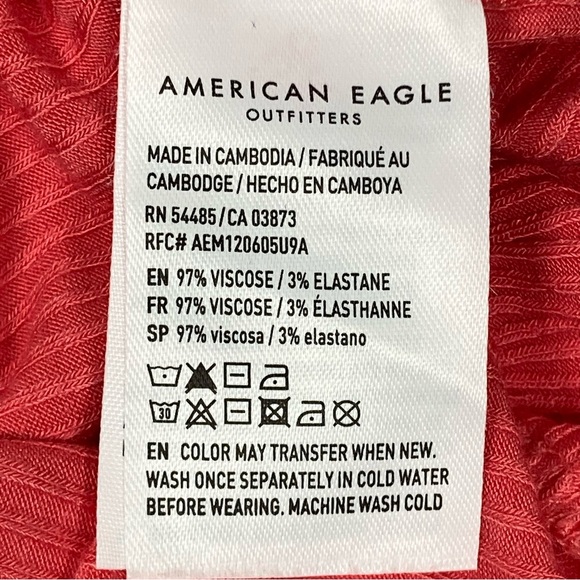 AMERICAN EAGLE
OUTFITTERS
MADE IN CAMBODIA / FABRIQUÉ AU
CAMBODGE / HECHO EN CAMBOYA
RN 54485 / CA 03873
RFC# AEM120605U9A
EN 97% VISCOSE / 3% ELASTANE
FR 97% VISCOSE / 3% ÉLASTHANNE
SP 97% viscosa / 3% elastano
30
EN COLOR MAY TRANSFER WHEN NEW.
WASH ONCE SEPARATELY IN COLD WATER
BEFORE WEARING. MACHINE WASH COLD